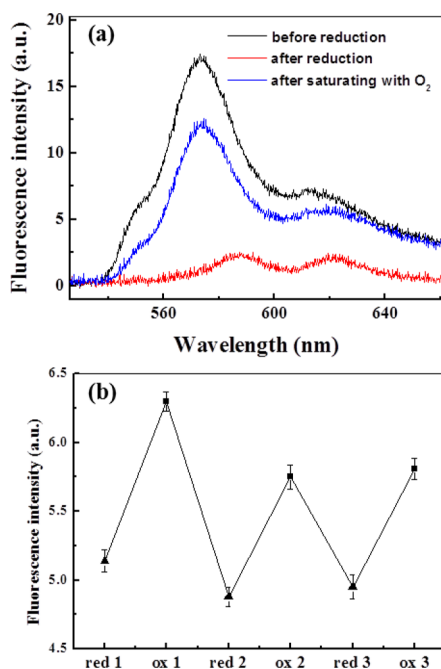 (a)
before reduction
after reduction
after saturating with O₂
Fluorescence intensity (a.u.)
20
15
10
5
0
560
600
640
Wavelength (nm)
(b)
Fluorescence intensity (a.u.)
6.5
6.0
5.5
5.0
4.5
red 1
ox 1
red 2
ox 2
red 3
ox 3